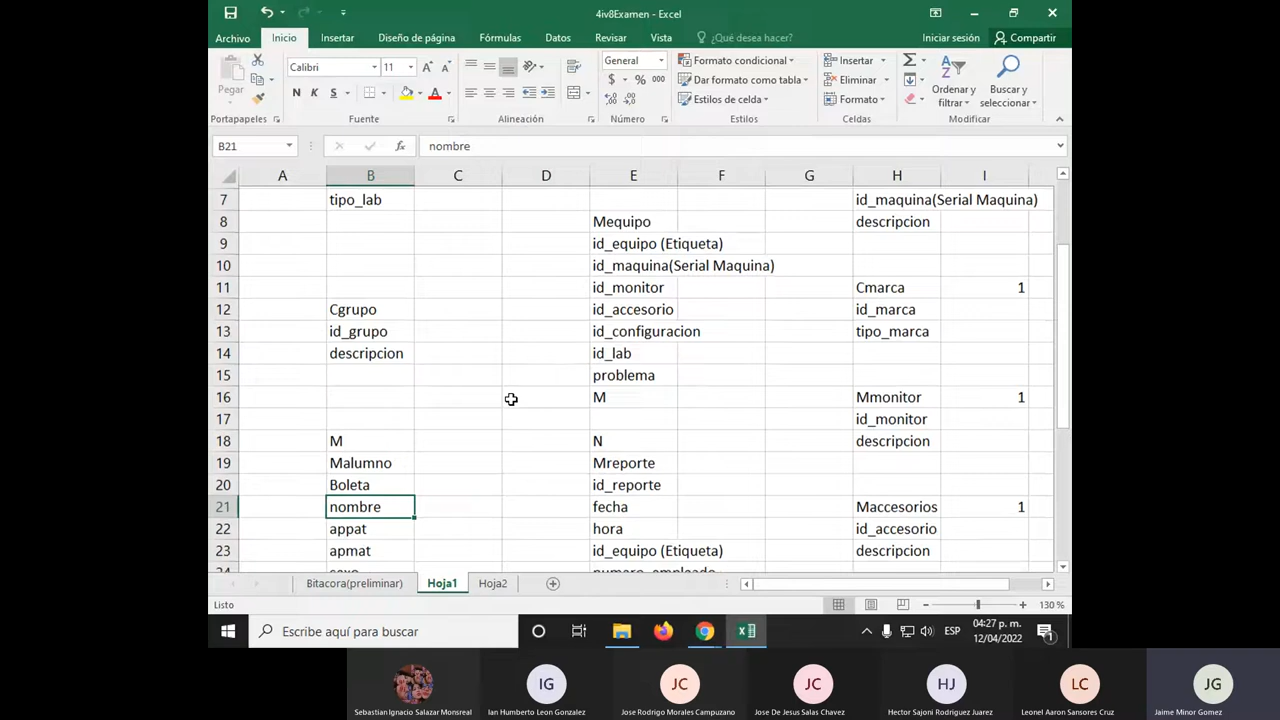 4iv8Examen - Excel
Archivo Inicio Insertar Diseño de página Fórmulas Datos Revisar Vista ¿Qué desea hacer? Iniciar sesión Compartir
Pegar
Calibri 11
N K S
General
$ % 000
Formato condicional
Dar formato como tabla
Estilos de celda
Insertar
Eliminar
Formato
Ordenar y filtrar
Buscar y seleccionar
Portapapeles Fuente Alineación Número Estilos Celdas Modificar
B21 fx nombre
A B C D E F G H I
7 tipo_lab id_maquina(Serial Maquina)
8 Mequipo descripcion
9 id_equipo (Etiqueta)
10 id_maquina(Serial Maquina)
11 id_monitor Cmarca 1
12 Cgrupo id_accesorio id_marca
13 id_grupo id_configuracion tipo_marca
14 descripcion id_lab
15 problema
16 M Mmonitor 1
17 id_monitor
18 M N descripcion
19 Malumno Mreporte
20 Boleta id_reporte
21 nombre fecha Maccesorios 1
22 appat hora id_accesorio
23 apmat id_equipo (Etiqueta) descripcion
24 numero_empleado
Bitacora(preliminar) Hoja1 Hoja2
Listo 130 %
Escribe aquí para buscar
ESP
04:27 p. m.
12/04/2022
1
IG JC JC HJ LC JG
Sebastian Ignacio Salazar Monsreal
Ian Humberto Leon Gonzalez
Jose Rodrigo Morales Campuzano
Jose De Jesus Salas Chavez
Hector Sajoni Rodriguez Juarez
Leonel Aaron Sansores Cruz
Jaime Minor Gomez